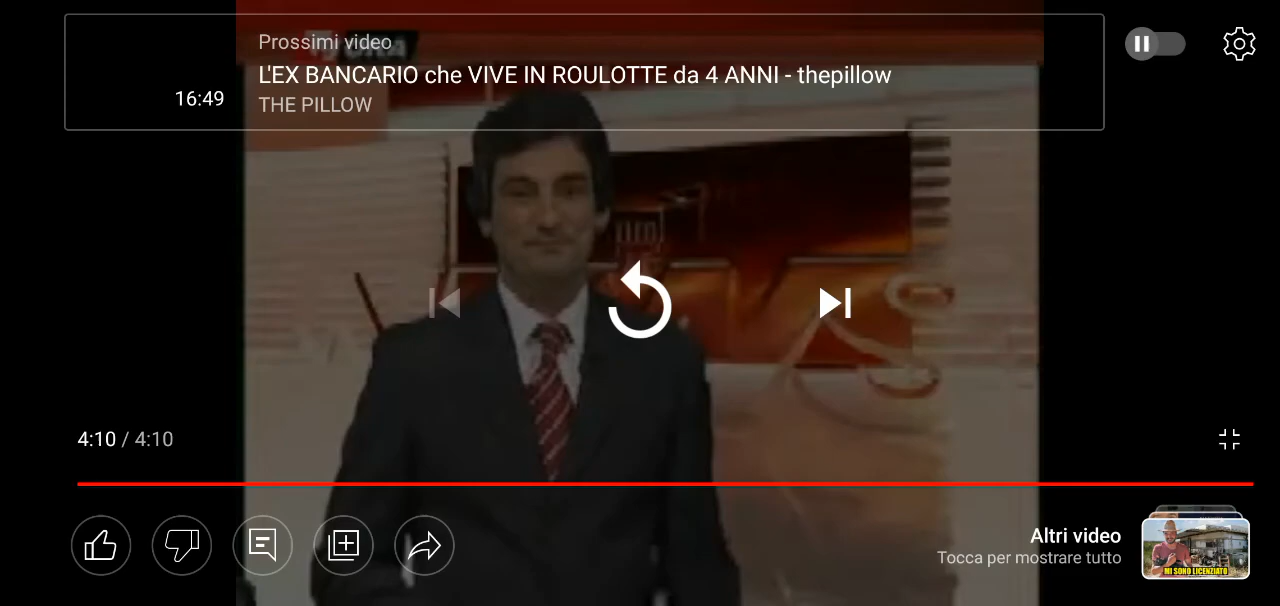 Prossimi video
L'EX BANCARIO che VIVE IN ROULOTTE da 4 ANNI - thepillow
16:49
THE PILLOW
4:10 / 4:10
Altri video
Tocca per mostrare tutto
MI SONO LICENZIATO